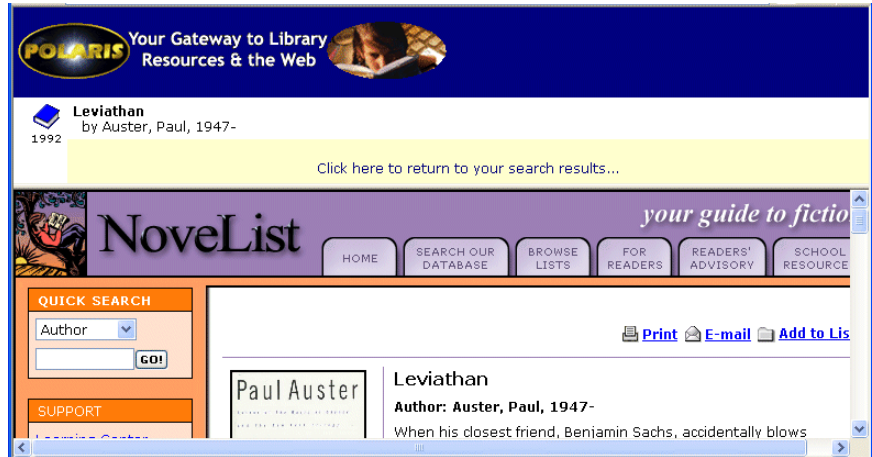 POLARIS
Your Gateway to Library
Resources & the Web
Leviathan
by Auster, Paul, 1947-
1992
Click here to return to your search results...
NoveList
your guide to fictio
HOME
SEARCH OUR
DATABASE
BROWSE
LISTS
FOR
READERS
READERS'
ADVISORY
SCHOOL
RESOURCE
QUICK SEARCH
Author
GO!
Print
E-mail
Add to Lis
SUPPORT
Learning Center
Paul Auster
Leviathan
Author: Auster, Paul, 1947-
When his closest friend, Benjamin Sachs, accidentally blows